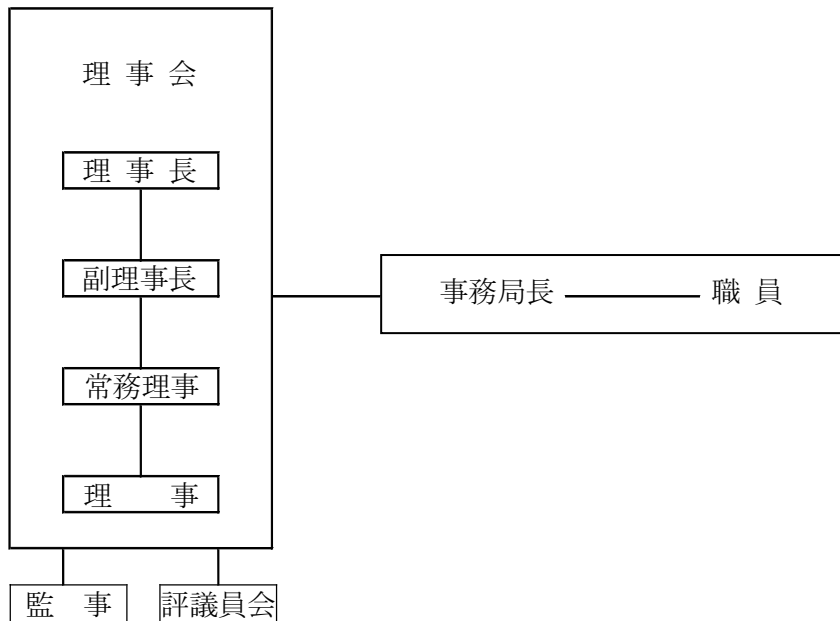 理 事 会
理 事 長
副理事長
事務局長 職 員
常務理事
理 事
監 事 評議員会